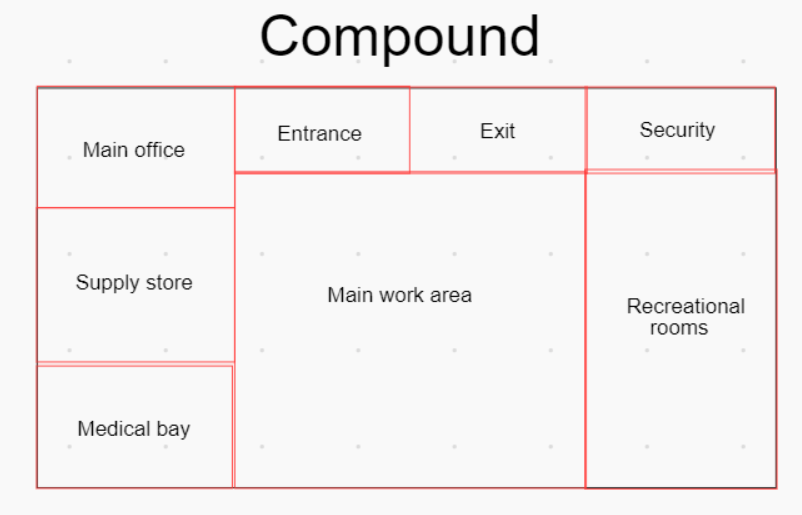 Compound
Main office
Entrance
Exit
Security
Supply store
Main work area
Recreational
rooms
Medical bay